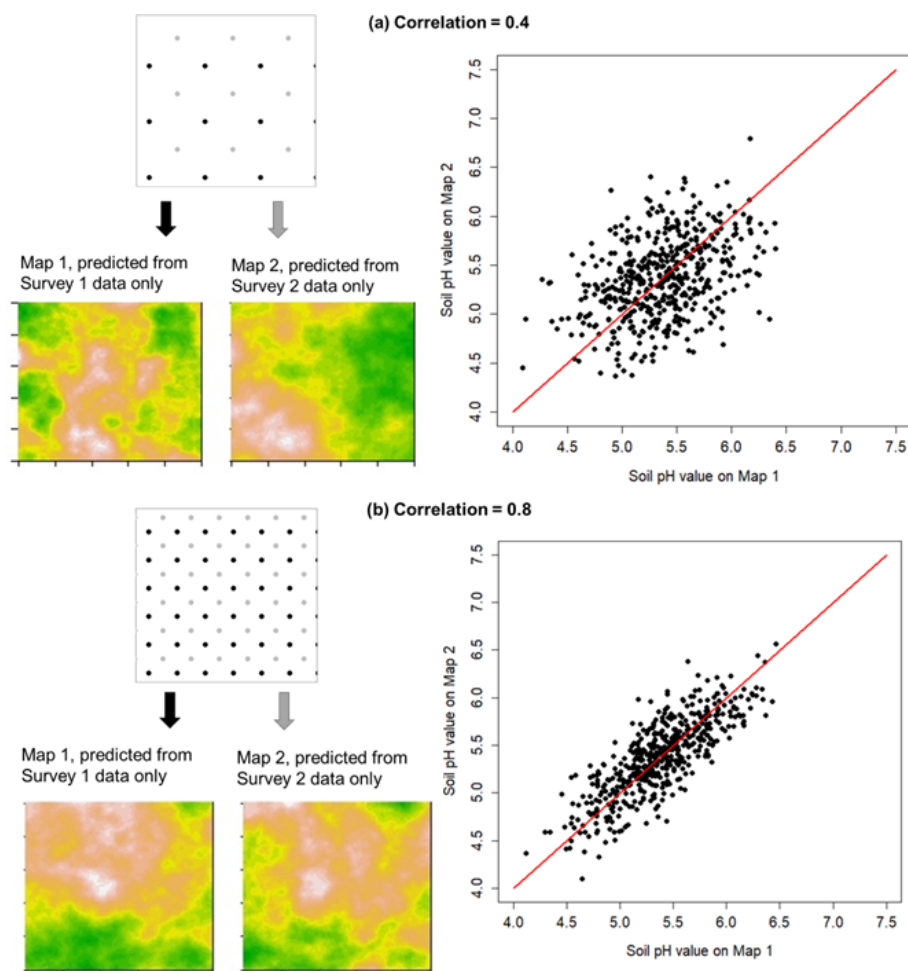 (a) Correlation = 0.4
Map 1, predicted from
Survey 1 data only
Map 2, predicted from
Survey 2 data only
Soil pH value on Map 2
7.5
7.0
6.5
6.0
5.5
5.0
4.5
4.0
4.0 4.5 5.0 5.5 6.0 6.5 7.0 7.5
Soil pH value on Map 1
(b) Correlation = 0.8
Map 1, predicted from
Survey 1 data only
Map 2, predicted from
Survey 2 data only
Soil pH value on Map 2
7.5
7.0
6.5
6.0
5.5
5.0
4.5
4.0
4.0 4.5 5.0 5.5 6.0 6.5 7.0 7.5
Soil pH value on Map 1